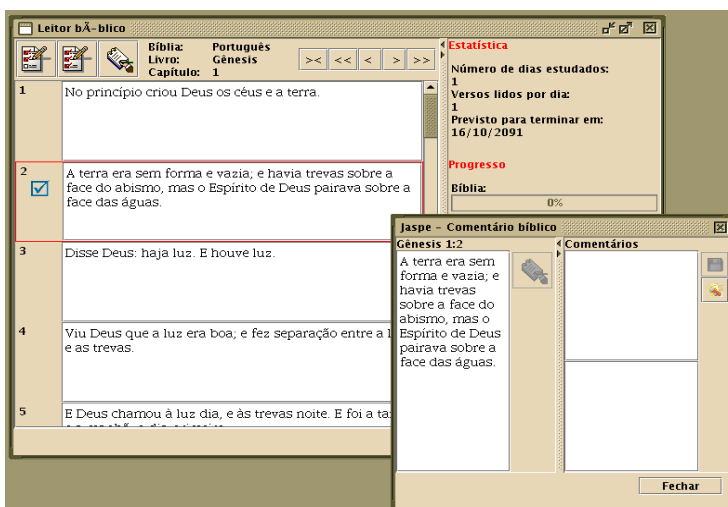 Leitor bÃ-blico
Bíblia: Português
Livro: Gênesis
Capítulo: 1
>< << < > >>
1
No princípio criou Deus os céus e a terra.
2
A terra era sem forma e vazia; e havia trevas sobre a
face do abismo, mas o Espírito de Deus pairava sobre a
face das águas.
3
Disse Deus: haja luz. E houve luz.
4
Viu Deus que a luz era boa; e fez separação entre a
e as trevas.
5
E Deus chamou à luz dia, e às trevas noite. E foi a
Estatística
Número de dias estudados:
1
Versos lidos por dia:
1
Previsto para terminar em:
16/10/2091
Progresso
Bíblia:
0%
Jaspe - Comentário bíblico
Gênesis 1:2
A terra era sem
forma e vazia; e
havia trevas
sobre a face do
abismo, mas o
Espírito de Deus
pairava sobre a
face das águas.
Comentários
Fechar